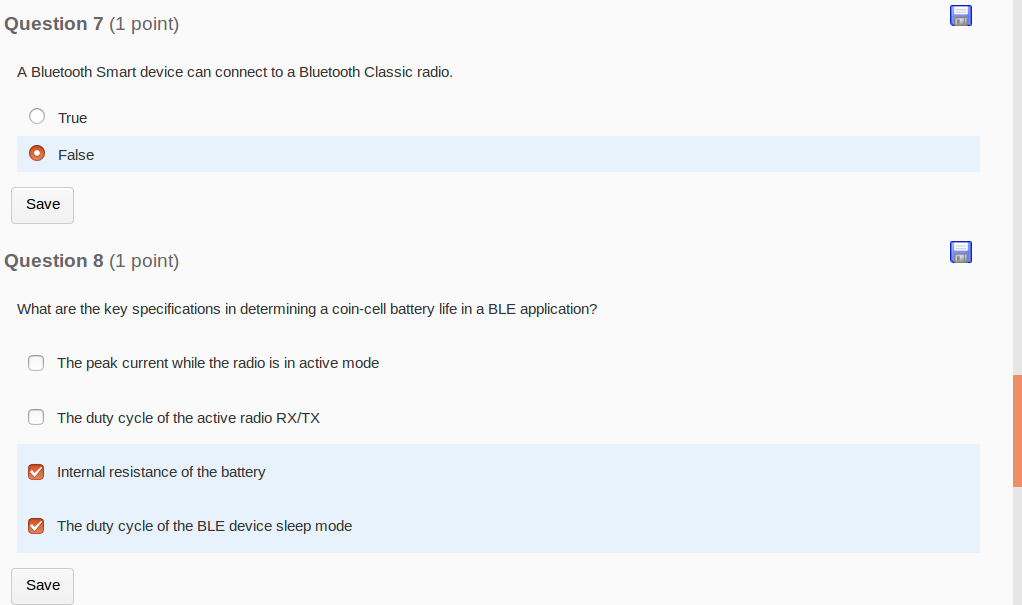 Question 7 (1 point)
A Bluetooth Smart device can connect to a Bluetooth Classic radio.
True
False
Save
Question 8 (1 point)
What are the key specifications in determining a coin-cell battery life in a BLE application?
The peak current while the radio is in active mode
The duty cycle of the active radio RX/TX
Internal resistance of the battery
The duty cycle of the BLE device sleep mode
Save